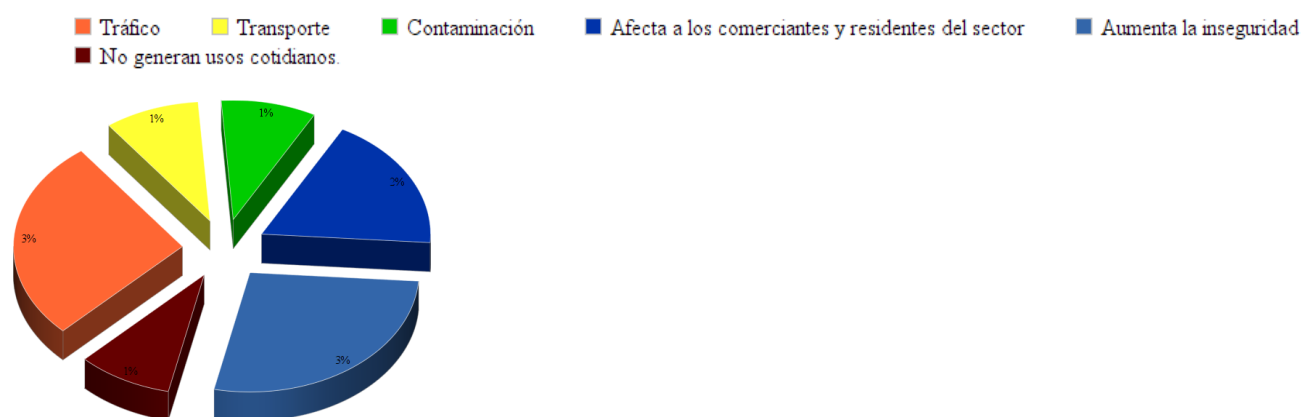 Tráfico Transporte Contaminación Afecta a los comerciantes y residentes del sector Aumenta la inseguridad
No generan usos cotidianos.
1% 1%
2%
3%
3%
1%